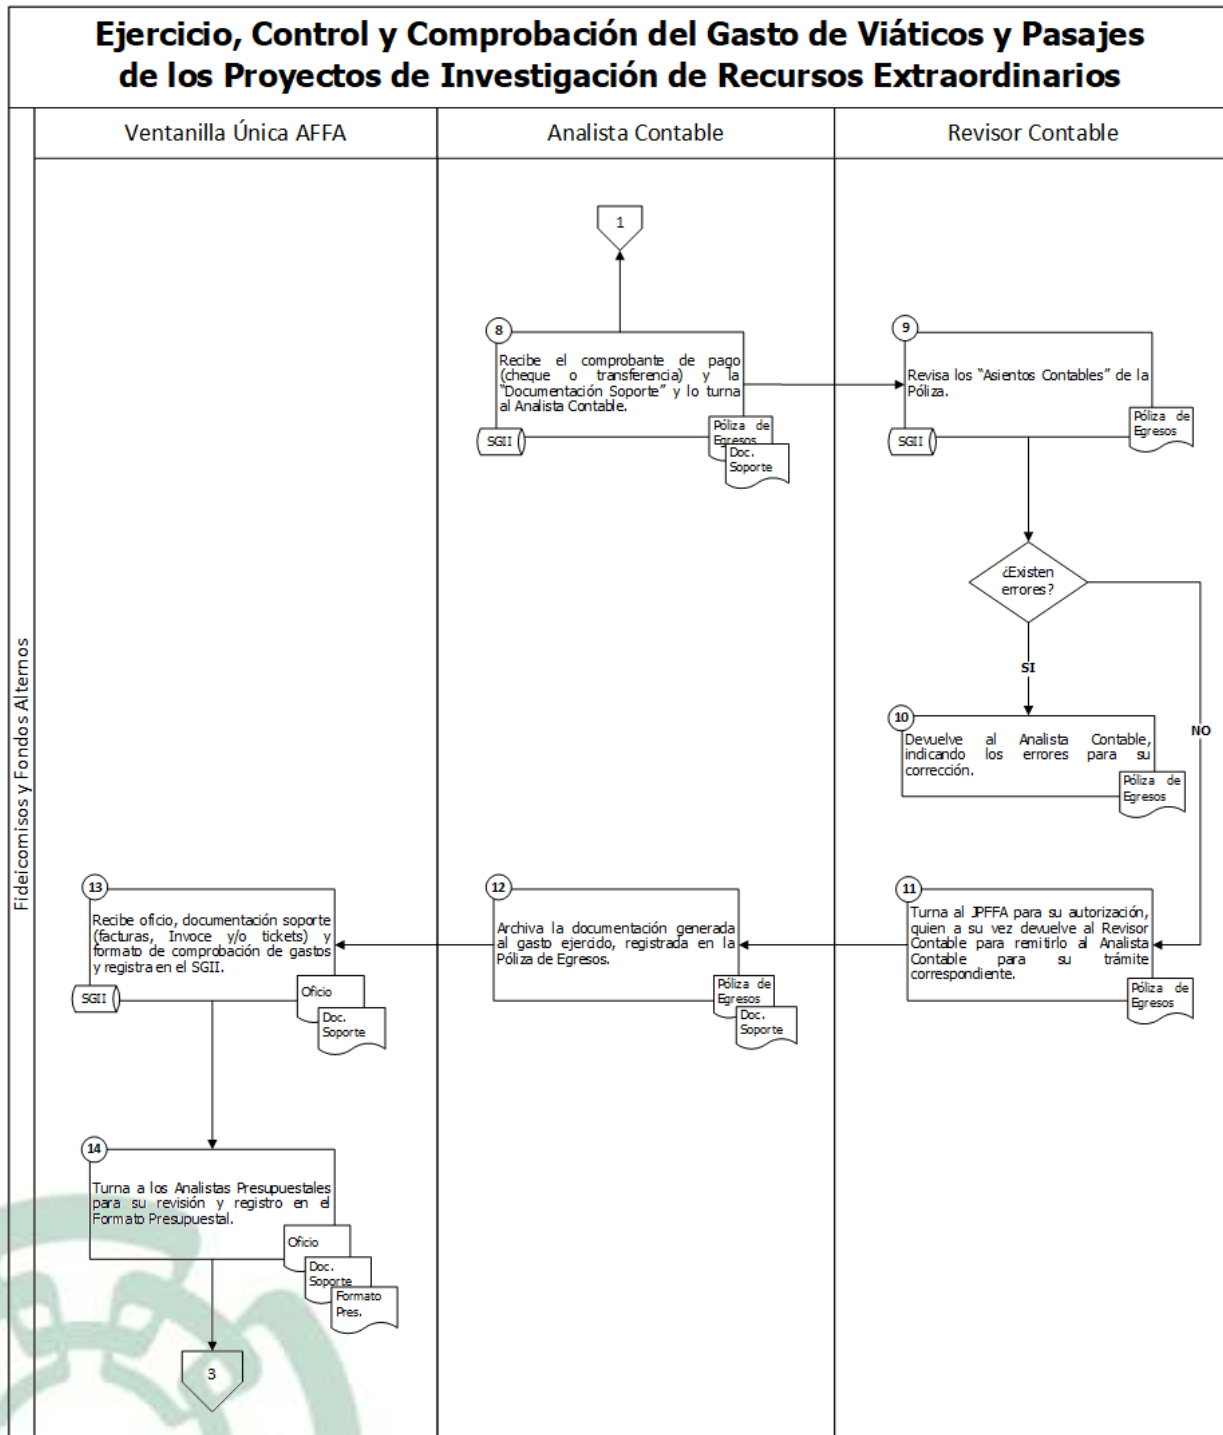 Ejercicio, Control y Comprobación del Gasto de Viáticos y Pasajes
de los Proyectos de Investigación de Recursos Extraordinarios
Fideicomisos y Fondos Alternos
Ventanilla Única AFFA
Analista Contable
Revisor Contable
1
8
Recibe el comprobante de pago
(cheque o transferencia) y la
"Documentación Soporte" y lo turna
al Analista Contable.
SGII
Póliza de
Egresos
Doc.
Soporte
9
Revisa los "Asientos Contables" de la
Póliza.
SGII
Póliza de
Egresos
¿Existen
errores?
SI
NO
10
Devuelve al Analista Contable,
indicando los errores para su
corrección.
Póliza de
Egresos
13
Recibe oficio, documentación soporte
(facturas, Invoce y/o tickets) y
formato de comprobación de gastos
y registra en el SGII.
SGII
Oficio
Doc.
Soporte
12
Archiva la documentación generada
al gasto ejercido, registrada en la
Póliza de Egresos.
Póliza de
Egresos
Doc.
Soporte
11
Turna al JPFFA para su autorización,
quien a su vez devuelve al Revisor
Contable para remitirlo al Analista
Contable para su trámite
correspondiente.
Póliza de
Egresos
14
Turna a los Analistas Presupuestales
para su revisión y registro en el
Formato Presupuestal.
Oficio
Doc.
Soporte
Formato
Pres.
3